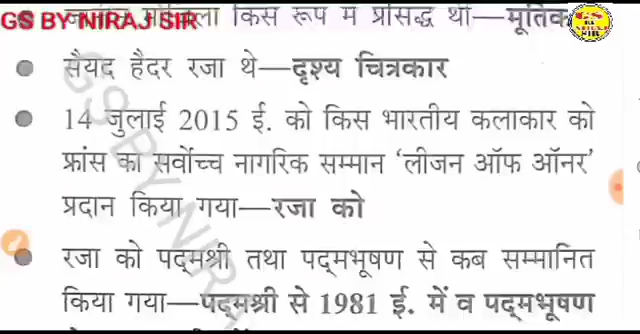 GS BY NIRAJ SIR
किस रूप में प्रसिद्ध थी—
सैयद हैदर रजा थे—दृश्य चित्रकार
14 जुलाई 2015 ई. को किस भारतीय कलाकार को
फ्रांस का सर्वोच्च नागरिक सम्मान 'लीजन ऑफ ऑनर'
प्रदान किया गया—रजा को
रजा को पद्मश्री तथा पद्मभूषण से कब सम्मानित
किया गया—पद्मश्री से 1981 ई. में व पद्मभूषण